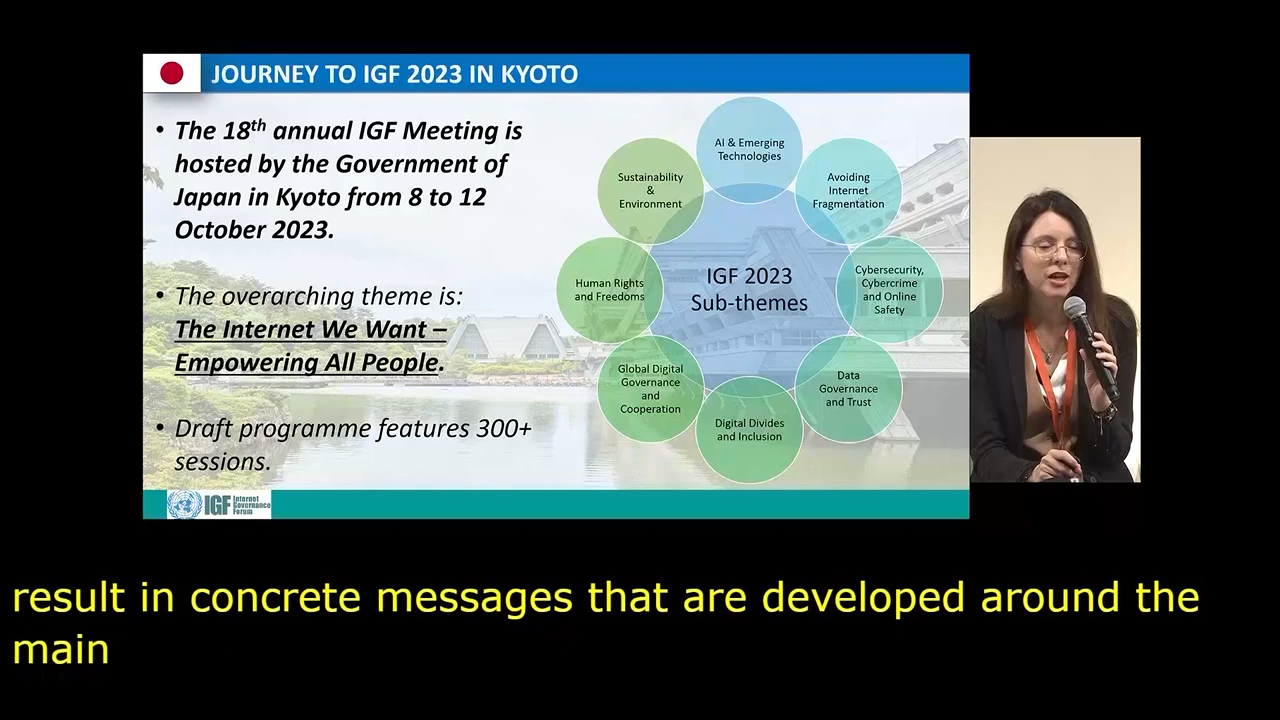 JOURNEY TO IGF 2023 IN KYOTO
• The 18th annual IGF Meeting is
hosted by the Government of
Japan in Kyoto from 8 to 12
October 2023.
• The overarching theme is:
The Internet We Want –
Empowering All People.
• Draft programme features 300+
sessions.
IGF 2023
Sub-themes
AI & Emerging
Technologies
Avoiding
Internet
Fragmentation
Cybersecurity,
Cybercrime
and Online
Safety
Data
Governance
and Trust
Digital Divides
and Inclusion
Global Digital
Governance
and
Cooperation
Human Rights
and Freedoms
Sustainability
&
Environment
IGF
Internet
Governance
Forum
result in concrete messages that are developed around the
main